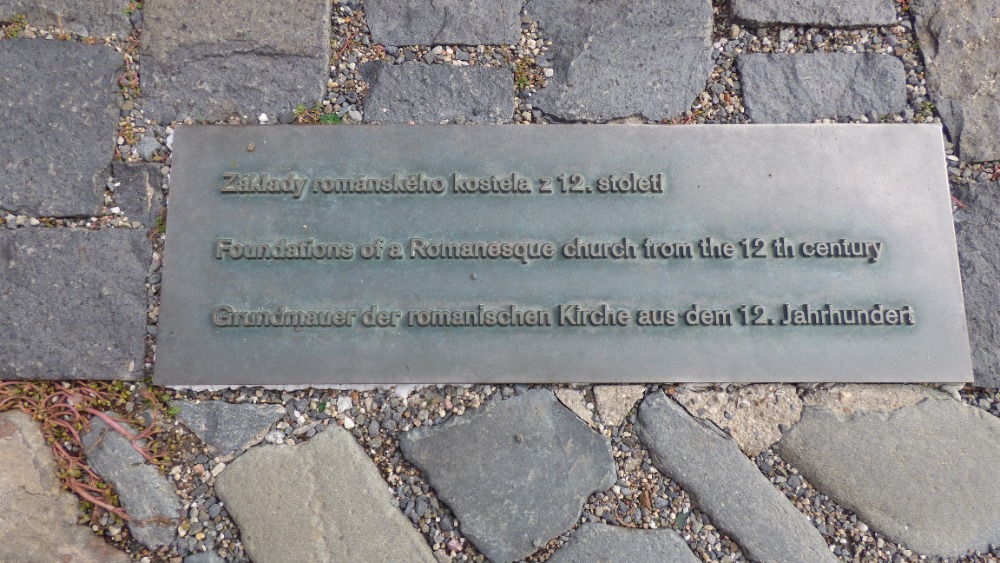 Základy románského kostela z 12. století
Foundations of a Romanesque church from the 12 th century
Grundmauer der romanischen Kirche aus dem 12. Jahrhundert